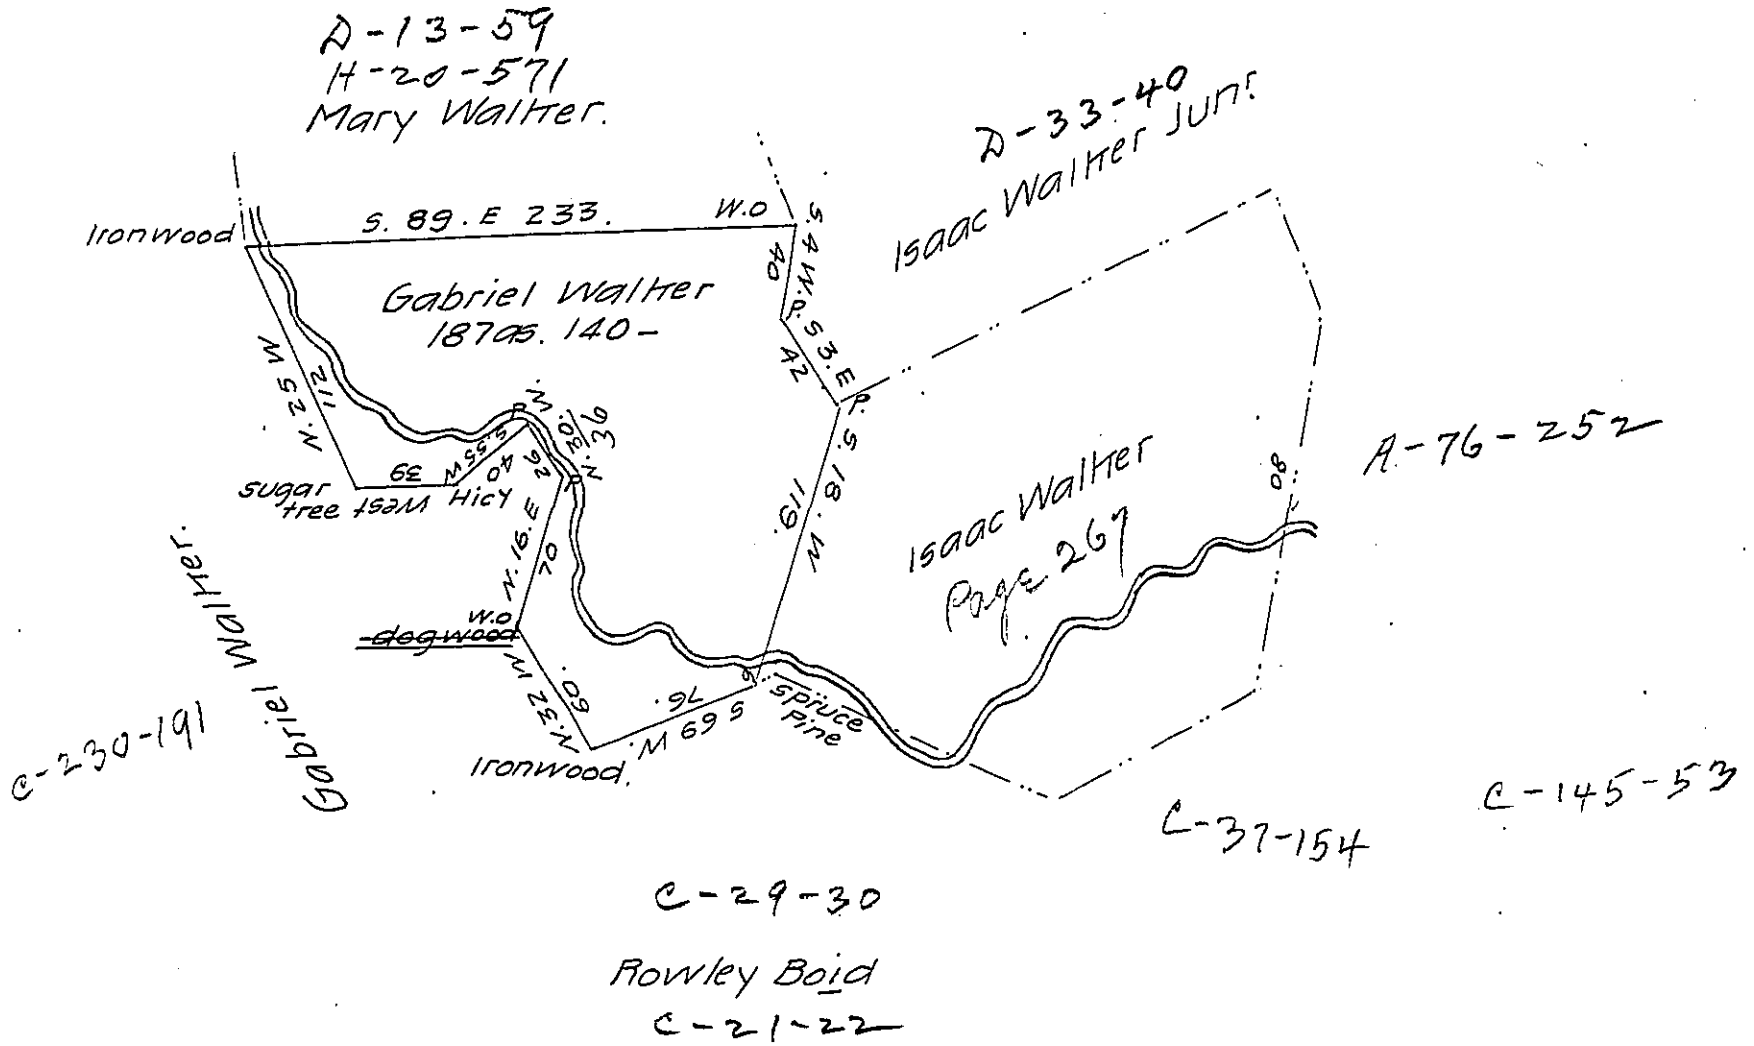 D-13-59
H-20-571
Mary Walker.
D-33-40
Isaac Walker Junr.
Ironwood
S. 89. E 233.
W.O
S. 4 W.
40
Gabriel Walker
187as. 140-
P.
S 3. E
42
N. 25 W
112
P
N. 30. W.
36
26
S. 55 W
40
39
West
sugar
tree
Hicy
P
P.
S. 18. W
119.
N. 16. E
70
Isaac Walker
Page 267
80
A-76-252
W.O
dogwood
Gabriel Walker.
C-230-191
N. 32 W
60.
76.
S 69 W.
Ironwood.
spruce
Pine
C-37-154
C-145-53
C-29-30
Rowley Boid
C-21-22